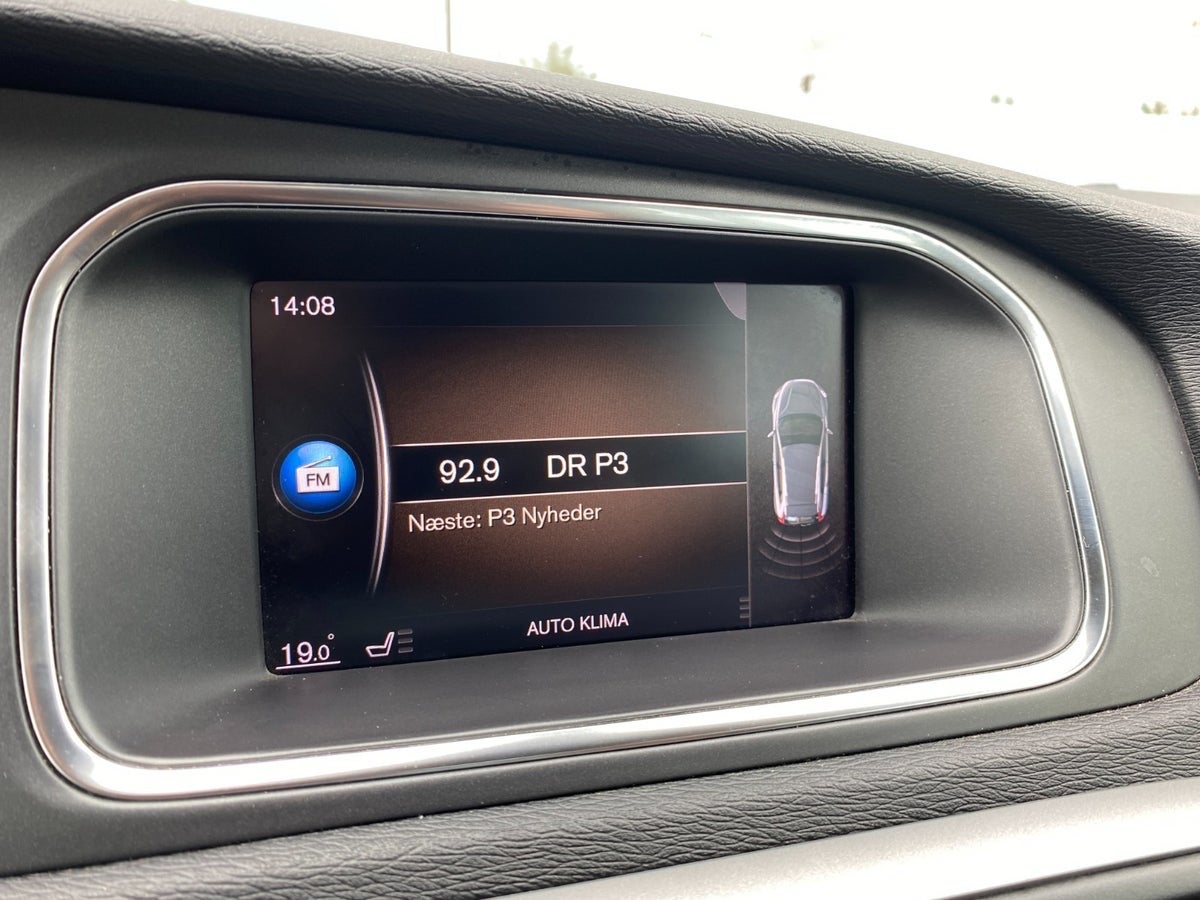 14:08
FM
92.9 DR P3
Næste: P3 Nyheder
AUTO KLIMA
19.0°